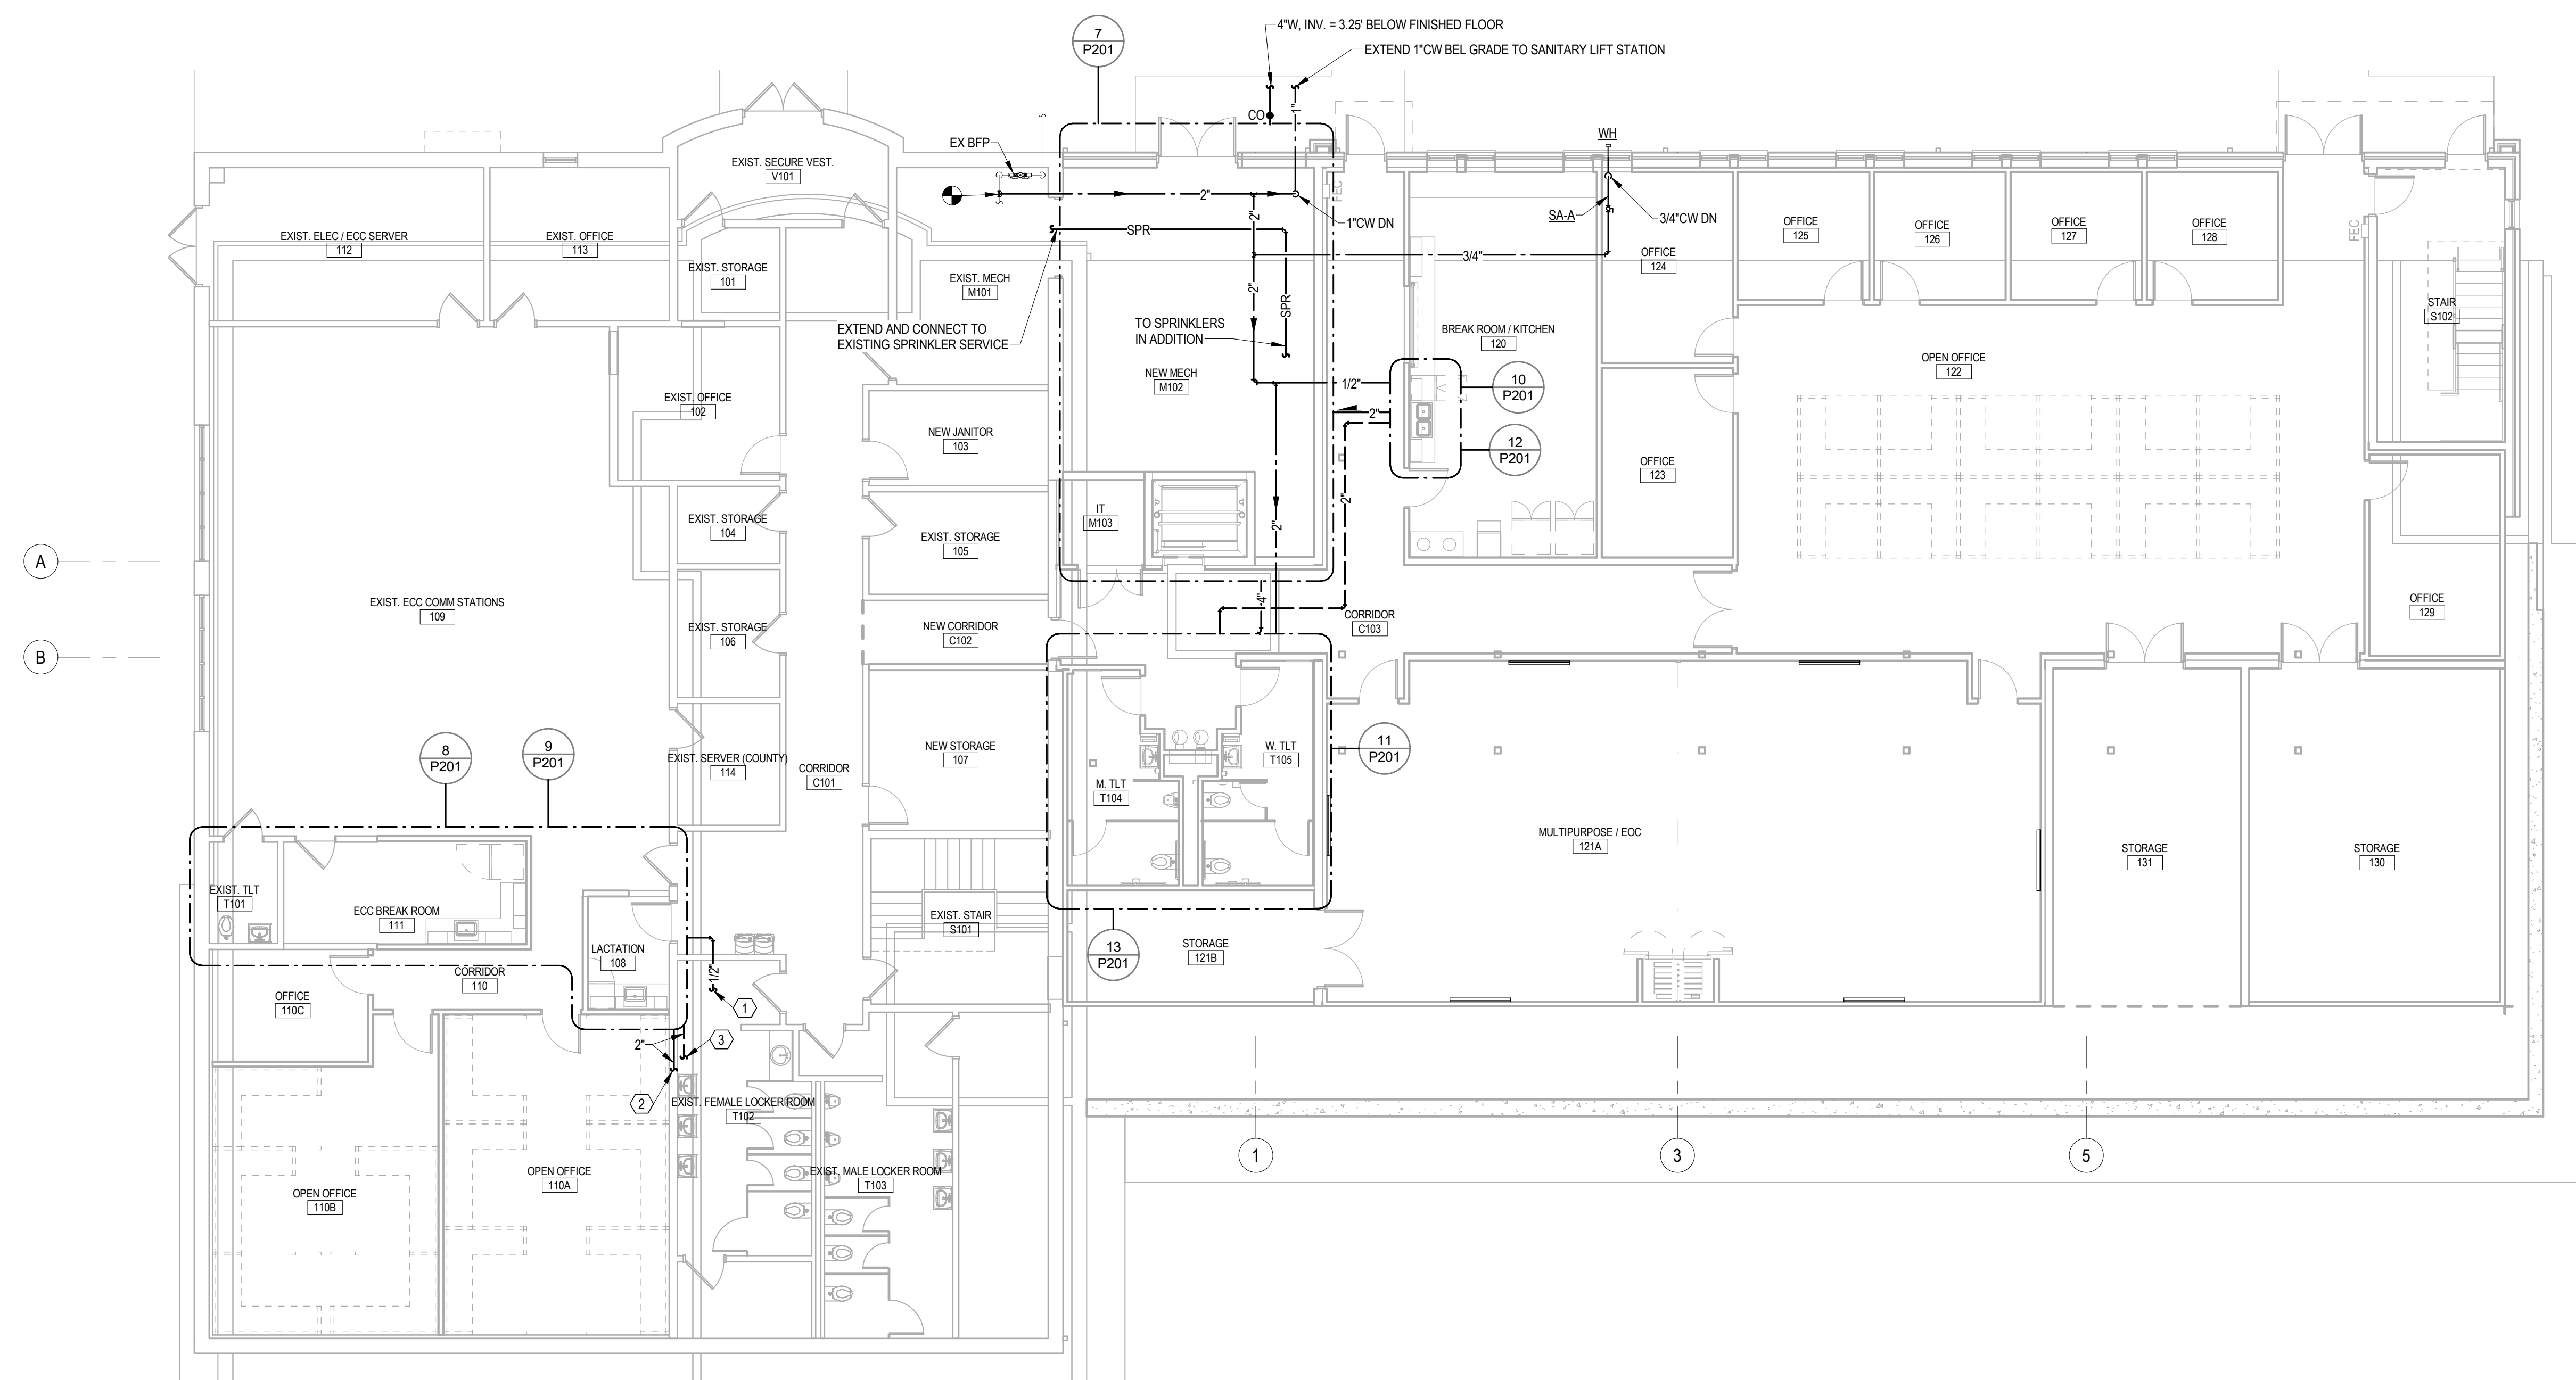 4"W, INV. = 3.25' BELOW FINISHED FLOOR
7
P201
EXTEND 1"CW BEL GRADE TO SANITARY LIFT STATION
1"
CO
EX BFP
WH
EXIST. SECURE VEST.
V101
FEC
2"
1"CW DN
SA-A
3/4"CW DN
2"
SPR
EXIST. ELEC / ECC SERVER
112
EXIST. OFFICE
113
OFFICE
125
OFFICE
126
OFFICE
127
OFFICE
128
FEC
EXIST. STORAGE
101
EXIST. MECH
M101
3/4"
OFFICE
124
2"
SPR
STAIR
S102
EXTEND AND CONNECT TO
EXISTING SPRINKLER SERVICE
TO SPRINKLERS
IN ADDITION
BREAK ROOM / KITCHEN
120
OPEN OFFICE
122
NEW MECH
M102
1/2"
10
P201
EXIST. OFFICE
102
2"
NEW JANITOR
103
12
P201
OFFICE
123
2"
IT
M103
2"
EXIST. STORAGE
104
EXIST. STORAGE
105
A
EXIST. ECC COMM STATIONS
109
4"
CORRIDOR
C103
OFFICE
129
EXIST. STORAGE
106
NEW CORRIDOR
C102
B
8
P201
9
P201
EXIST. SERVER (COUNTY)
114
CORRIDOR
C101
NEW STORAGE
107
W. TLT
T105
11
P201
M. TLT
T104
MULTIPURPOSE / EOC
121A
STORAGE
131
STORAGE
130
EXIST. TLT
T101
ECC BREAK ROOM
111
EXIST. STAIR
S101
LACTATION
108
13
P201
STORAGE
121B
CORRIDOR
110
1/2"
OFFICE
110C
1
2"
3
2
EXIST. FEMALE LOCKER ROOM
T102
1
3
5
OPEN OFFICE
110A
EXIST. MALE LOCKER ROOM
T103
OPEN OFFICE
110B